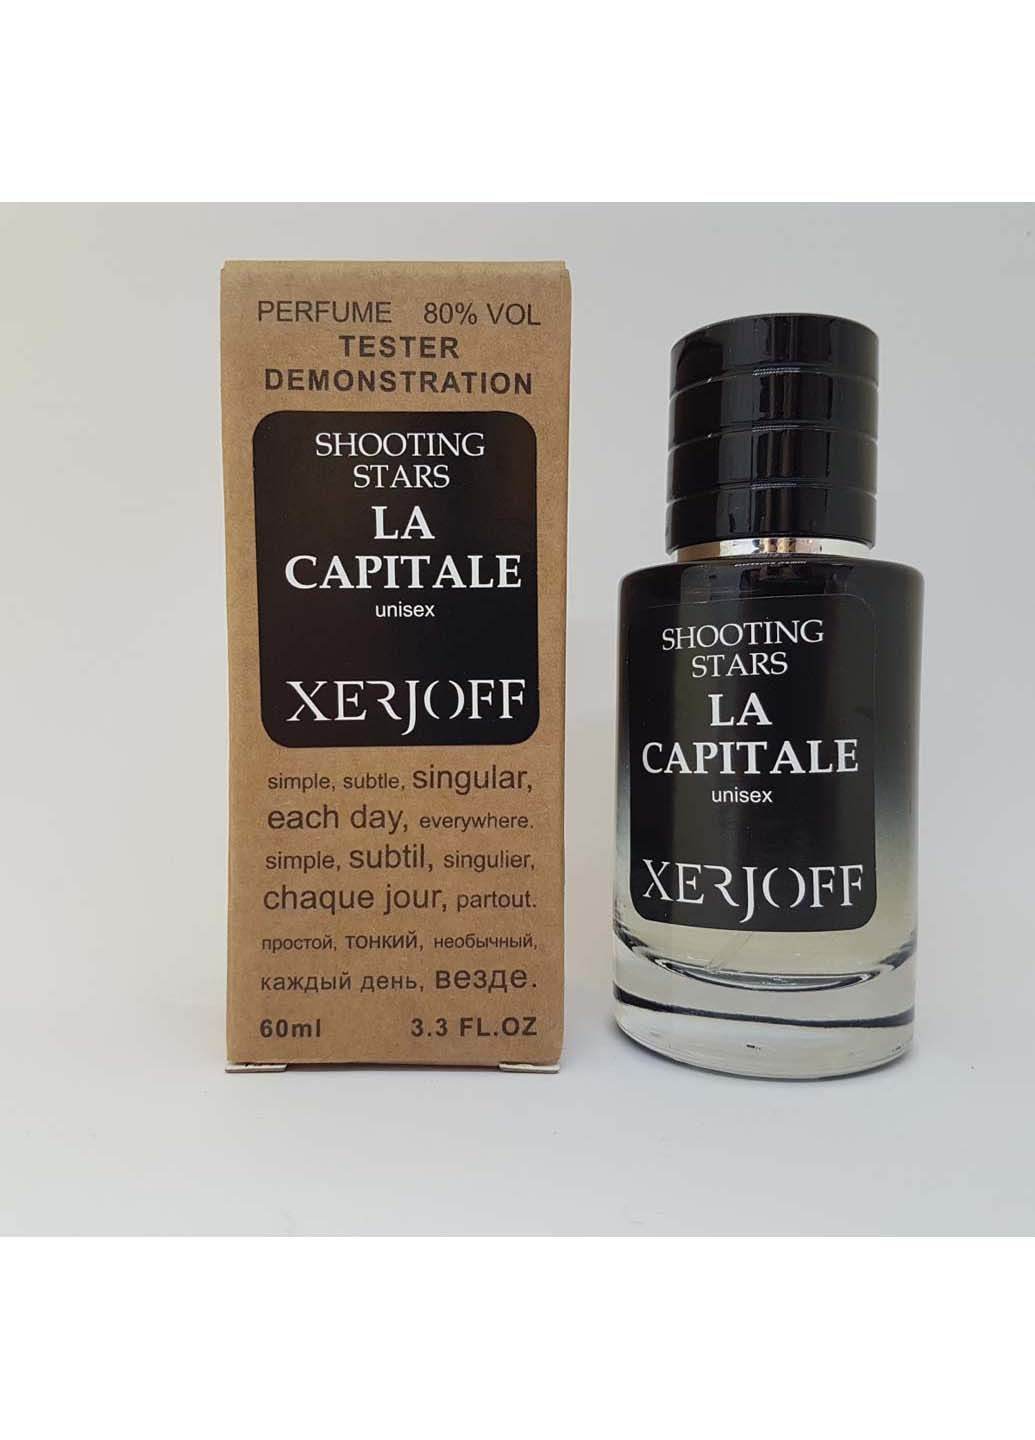 PERFUME 80% VOL
TESTER
DEMONSTRATION
SHOOTING
STARS
LA
CAPITALE
unisex
XERJOFF
simple, subtle, singular,
each day, everywhere.
simple, subtil, singulier,
chaque jour, partout.
простой, тонкий, необычный,
каждый день, везде.
60ml 3.3 FL.OZ
SHOOTING
STARS
LA
CAPITALE
unisex
XERJOFF